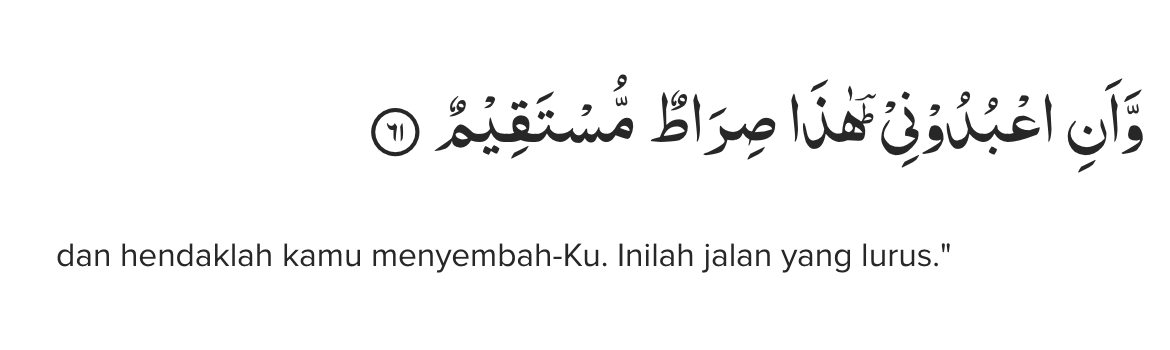 وَّاَنِ اعْبُدُوْنِيْ ۗهٰذَا صِرَاطٌ مُّسْتَقِيْمٌ ٦١
dan hendaklah kamu menyembah-Ku. Inilah jalan yang lurus."